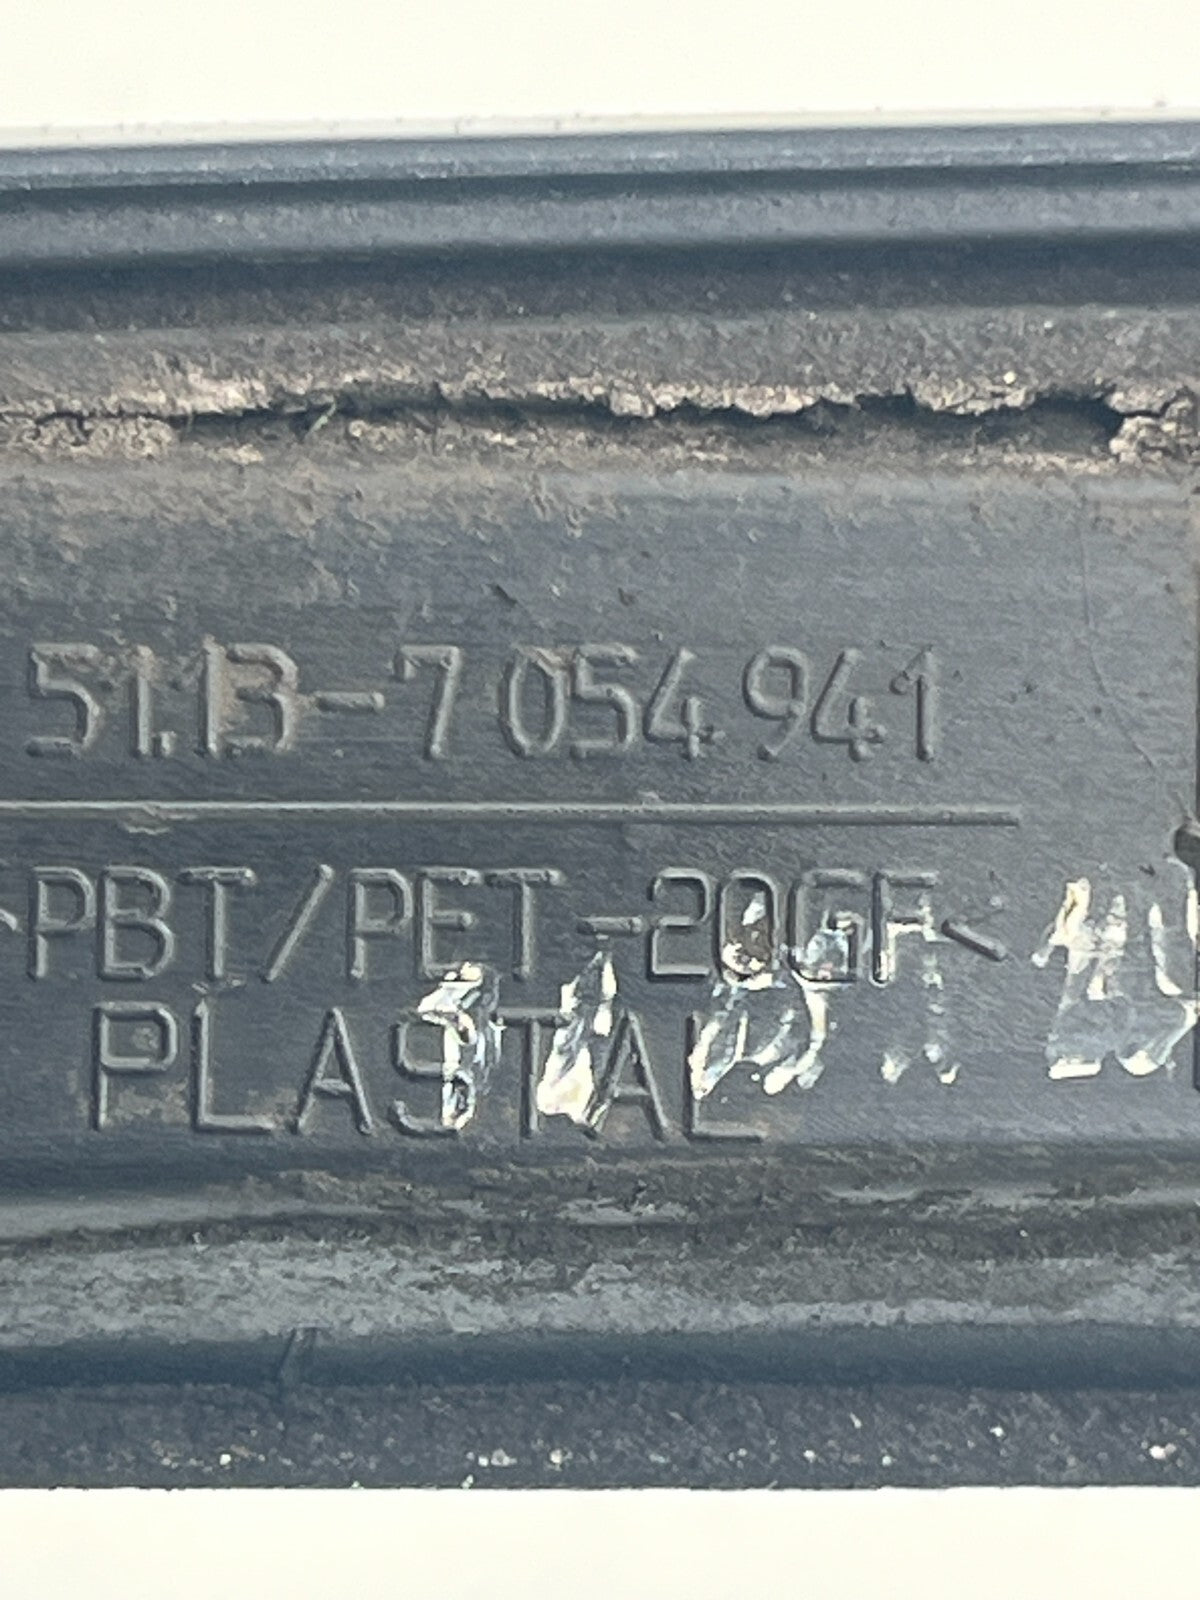 51.13-7 054 941
>PBT/PET-20GF<
PLASTAL